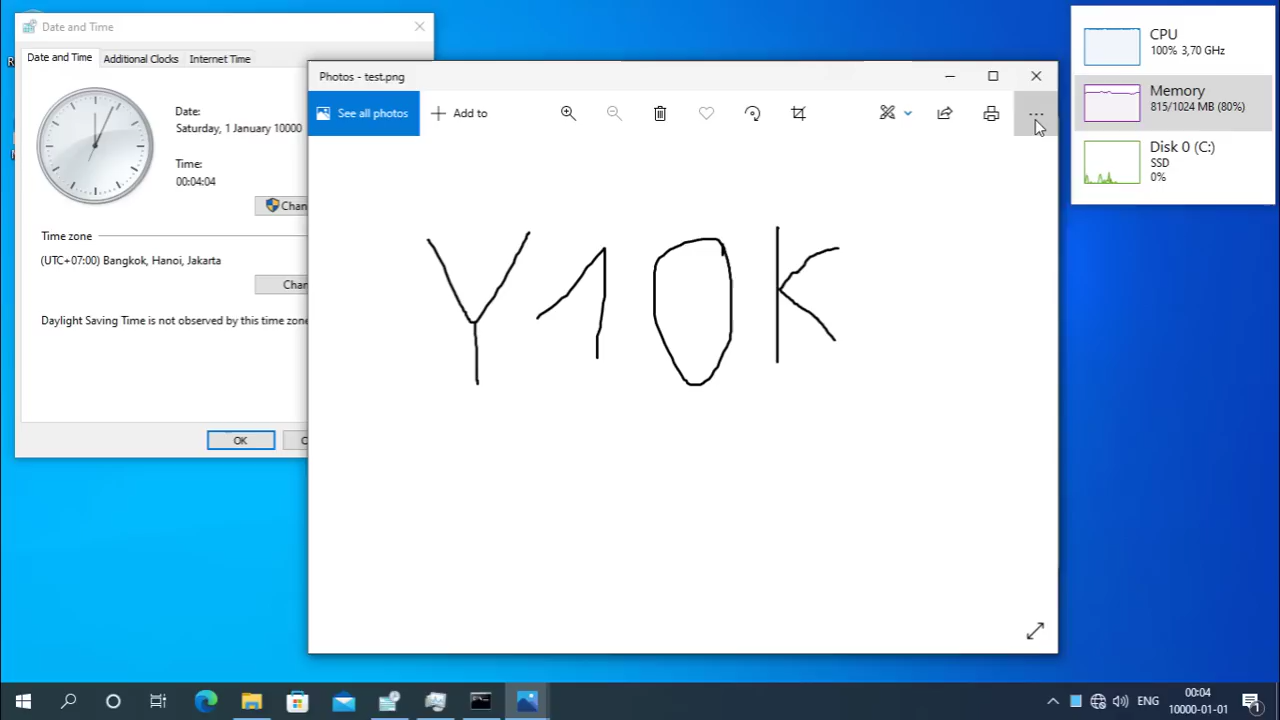 Date and Time
Date and Time
Additional Clocks
Internet Time
Date:
Saturday, 1 January 10000
Time:
00:04:04
Chan
Time zone
(UTC+07:00) Bangkok, Hanoi, Jakarta
Chan
Daylight Saving Time is not observed by this time zone
OK
Photos - test.png
See all photos
Add to
Y10K
CPU
100% 3,70 GHz
Memory
815/1024 MB (80%)
Disk 0 (C:)
SSD
0%
ENG
00:04
10000-01-01
1